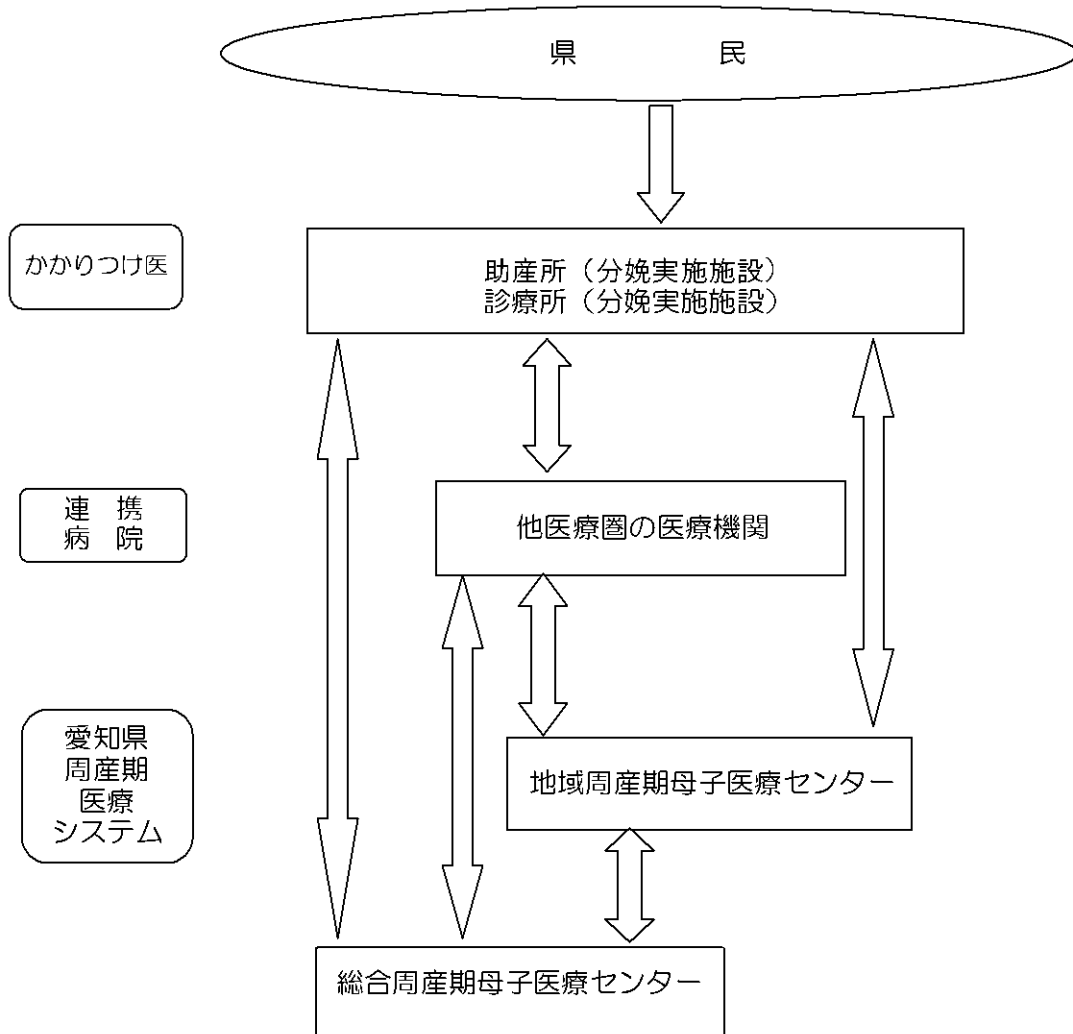 県　　　民
かかりつけ医
助産所（分娩実施施設）
診療所（分娩実施施設）
連　携
病　院
他医療圏の医療機関
愛知県
周産期
医療
システム
地域周産期母子医療センター
総合周産期母子医療センター